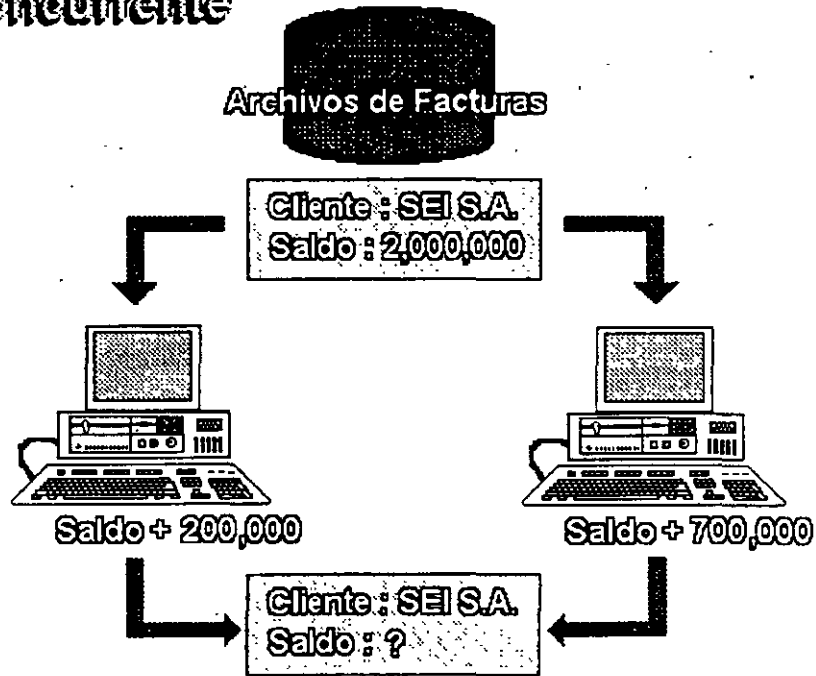 Archivos de Facturas
Cliente : SEI S.A.
Saldo : 2,000,000
Saldo + 200,000
Saldo + 700,000
Cliente : SEI S.A.
Saldo : ?